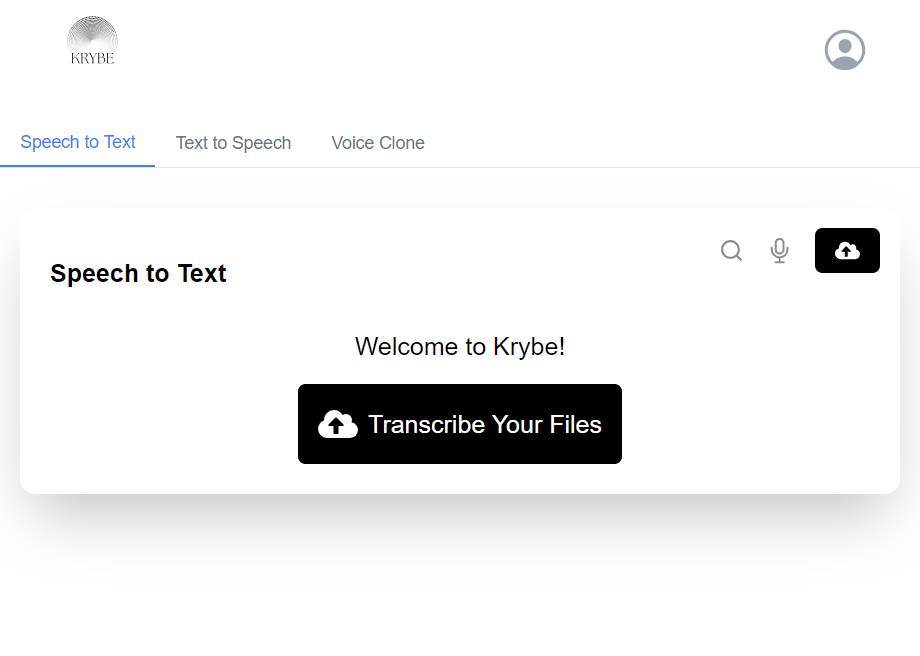 KRYBE
Speech to Text
Text to Speech
Voice Clone
Speech to Text
Welcome to Krybe!
Transcribe Your Files